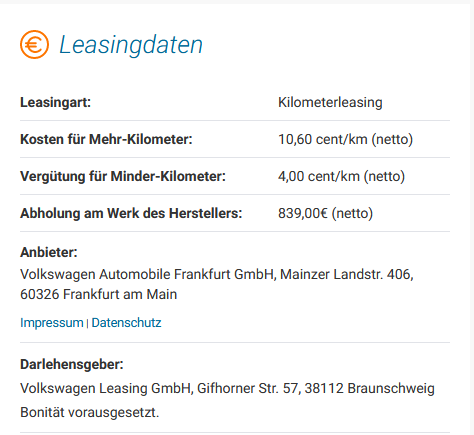 Leasingdaten
Leasingart: Kilometerleasing
Kosten für Mehr-Kilometer: 10,60 cent/km (netto)
Vergütung für Minder-Kilometer: 4,00 cent/km (netto)
Abholung am Werk des Herstellers: 839,00€ (netto)
Anbieter:
Volkswagen Automobile Frankfurt GmbH, Mainzer Landstr. 406,
60326 Frankfurt am Main
Impressum | Datenschutz
Darlehensgeber:
Volkswagen Leasing GmbH, Gifhorner Str. 57, 38112 Braunschweig
Bonität vorausgesetzt.